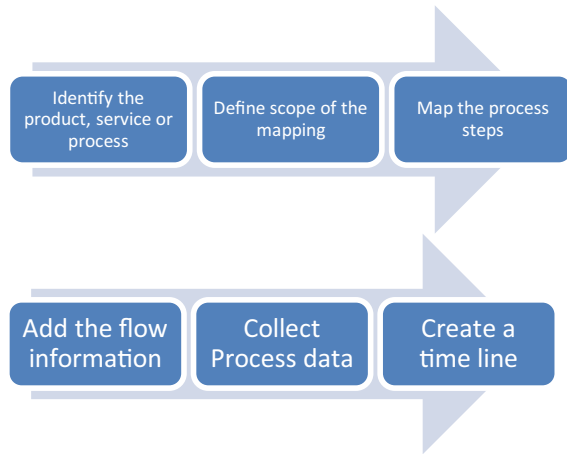 Identify the
product, service or
process
Define scope of the
mapping
Map the process
steps
Add the flow
information
Collect
Process data
Create a
time line